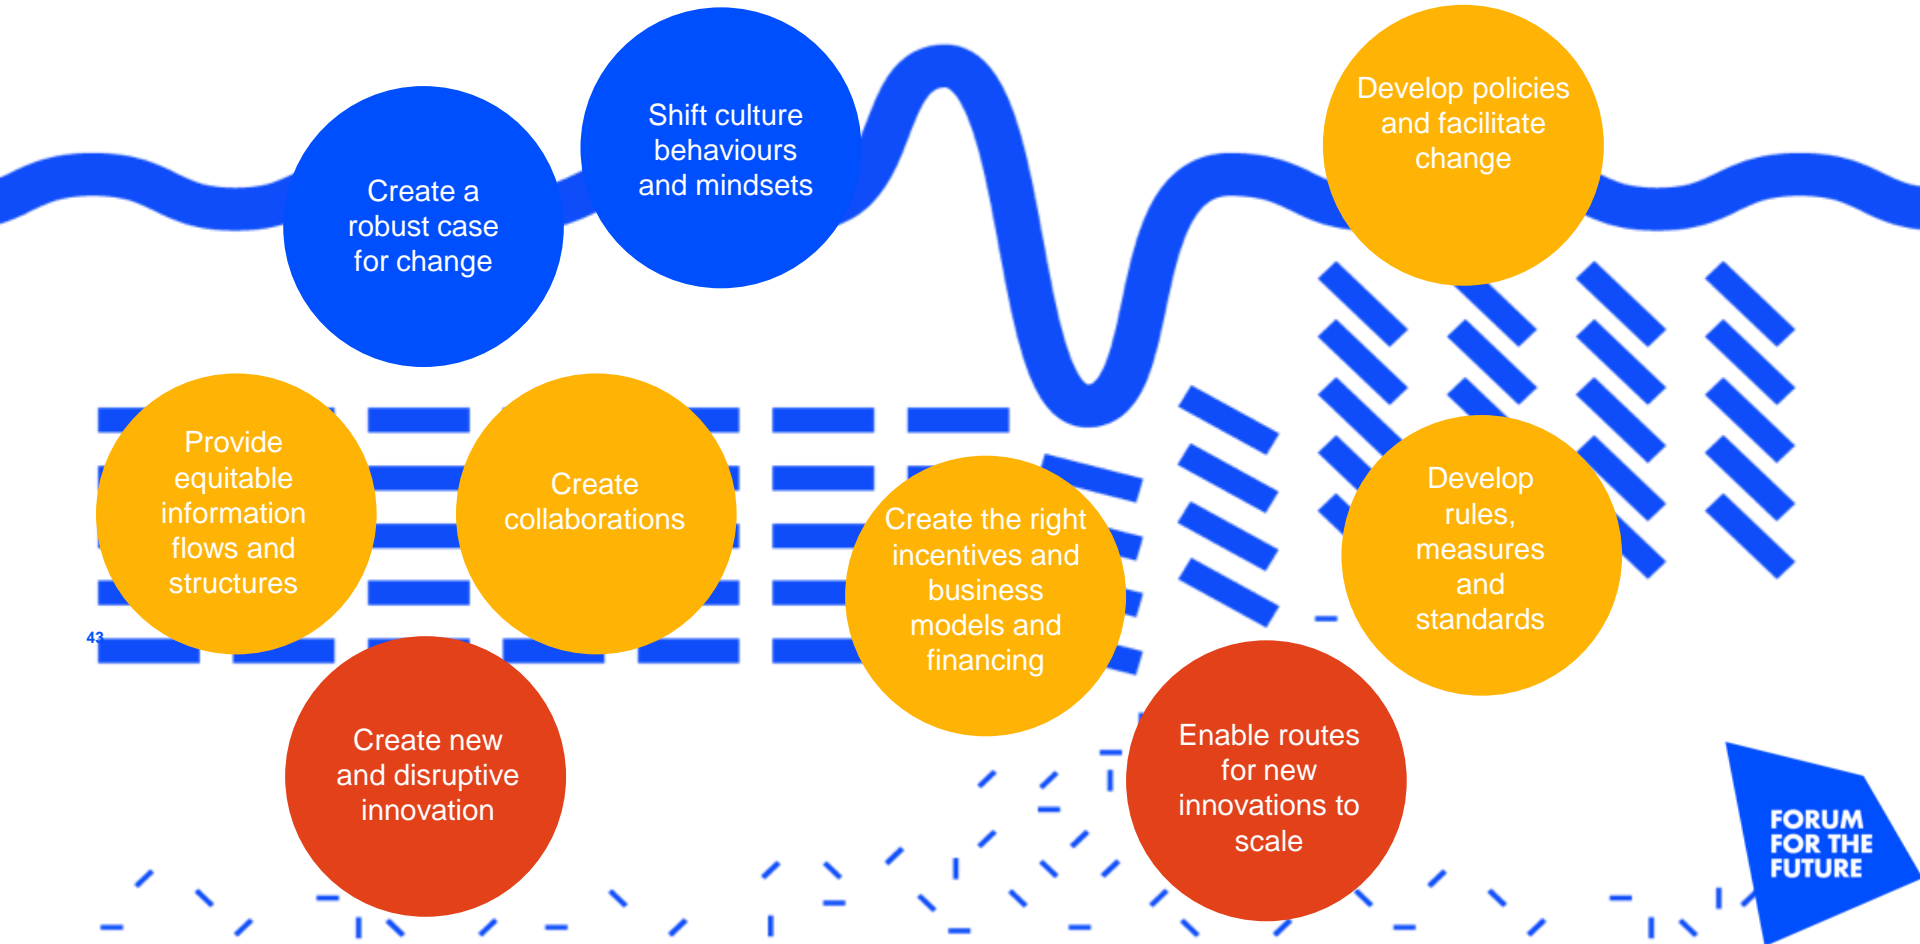 Create a
robust case
for change
Shift culture
behaviours
and mindsets
Develop policies
and facilitate
change
Provide
equitable
information
flows and
structures
Create
collaborations
Create the right
incentives and
business
models and
financing
Develop
rules,
measures
and
standards
43
Create new
and disruptive
innovation
Enable routes
for new
innovations to
scale
FORUM
FOR THE
FUTURE